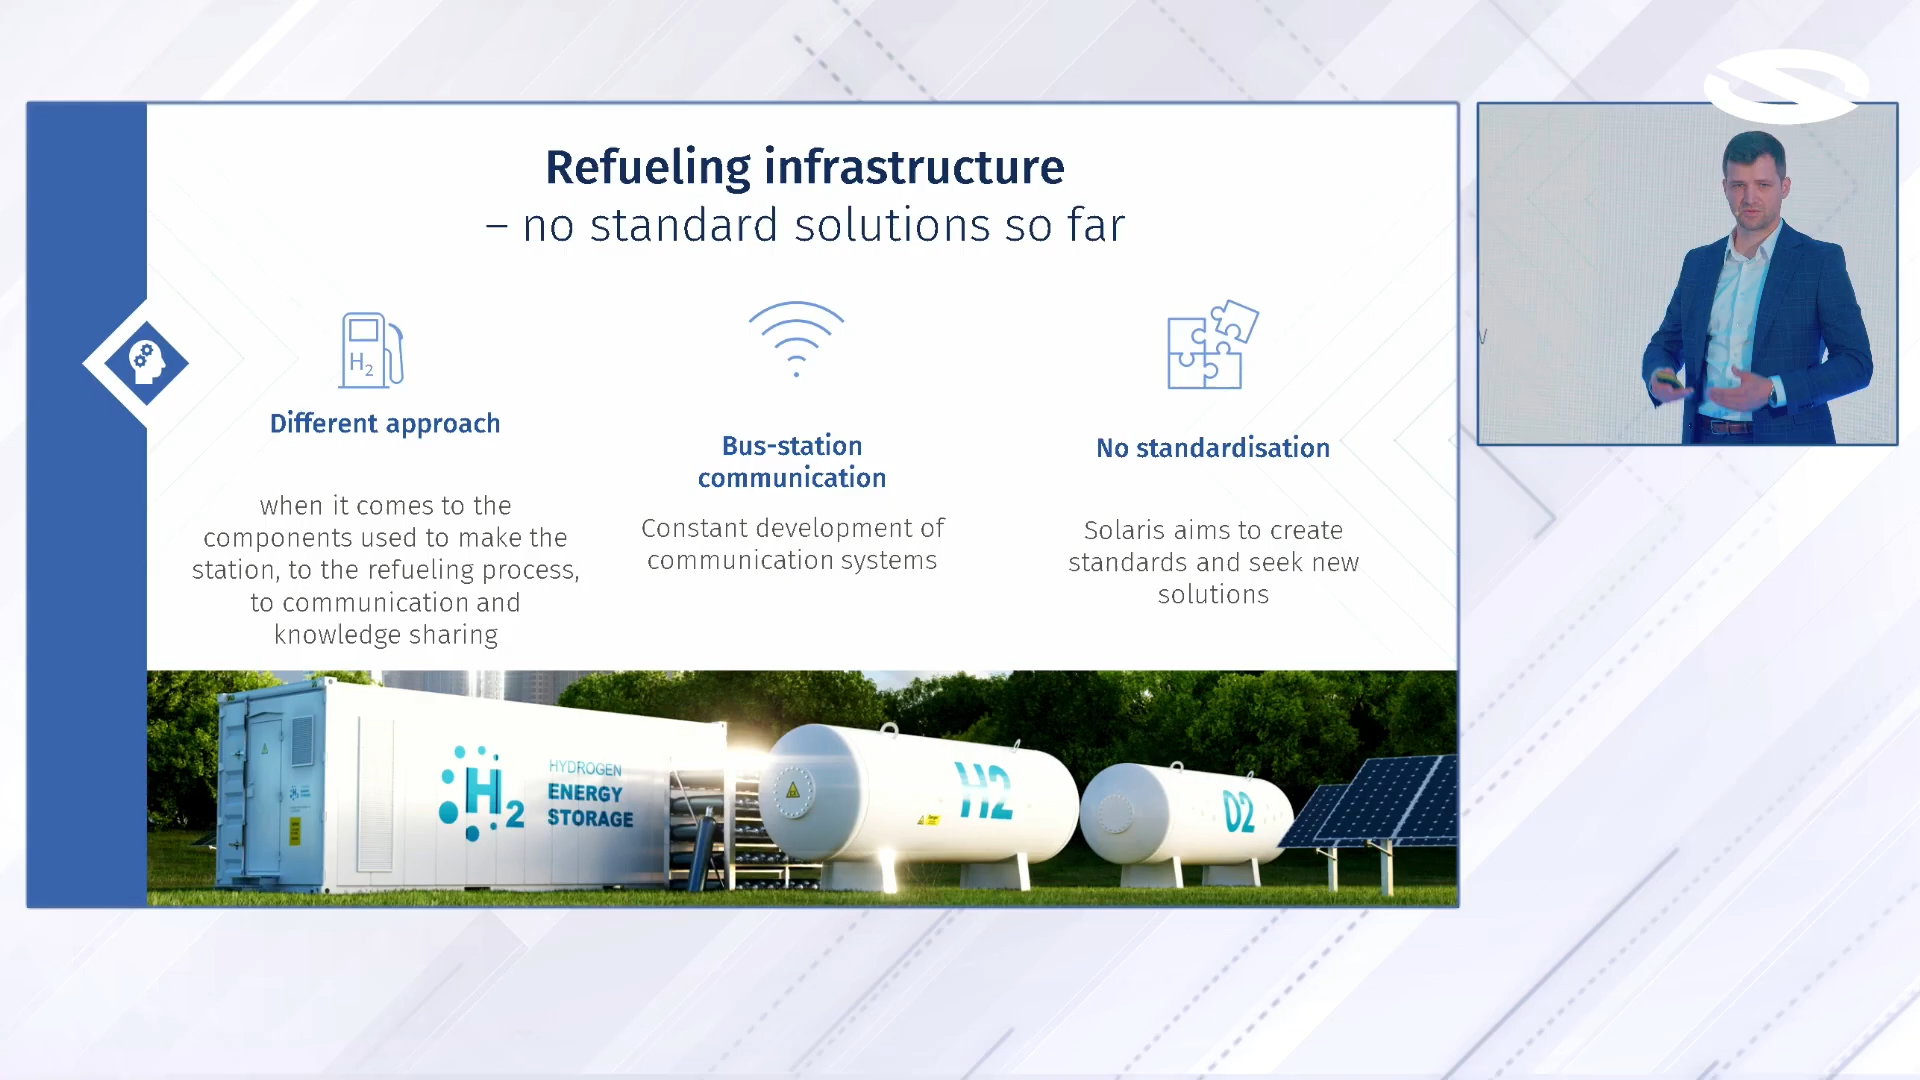 Refueling infrastructure
– no standard solutions so far
H2
Different approach
when it comes to the
components used to make the
station, to the refueling process,
to communication and
knowledge sharing
Bus-station
communication
Constant development of
communication systems
No standardisation
Solaris aims to create
standards and seek new
solutions
H2
HYDROGEN
ENERGY
STORAGE
H2
O2